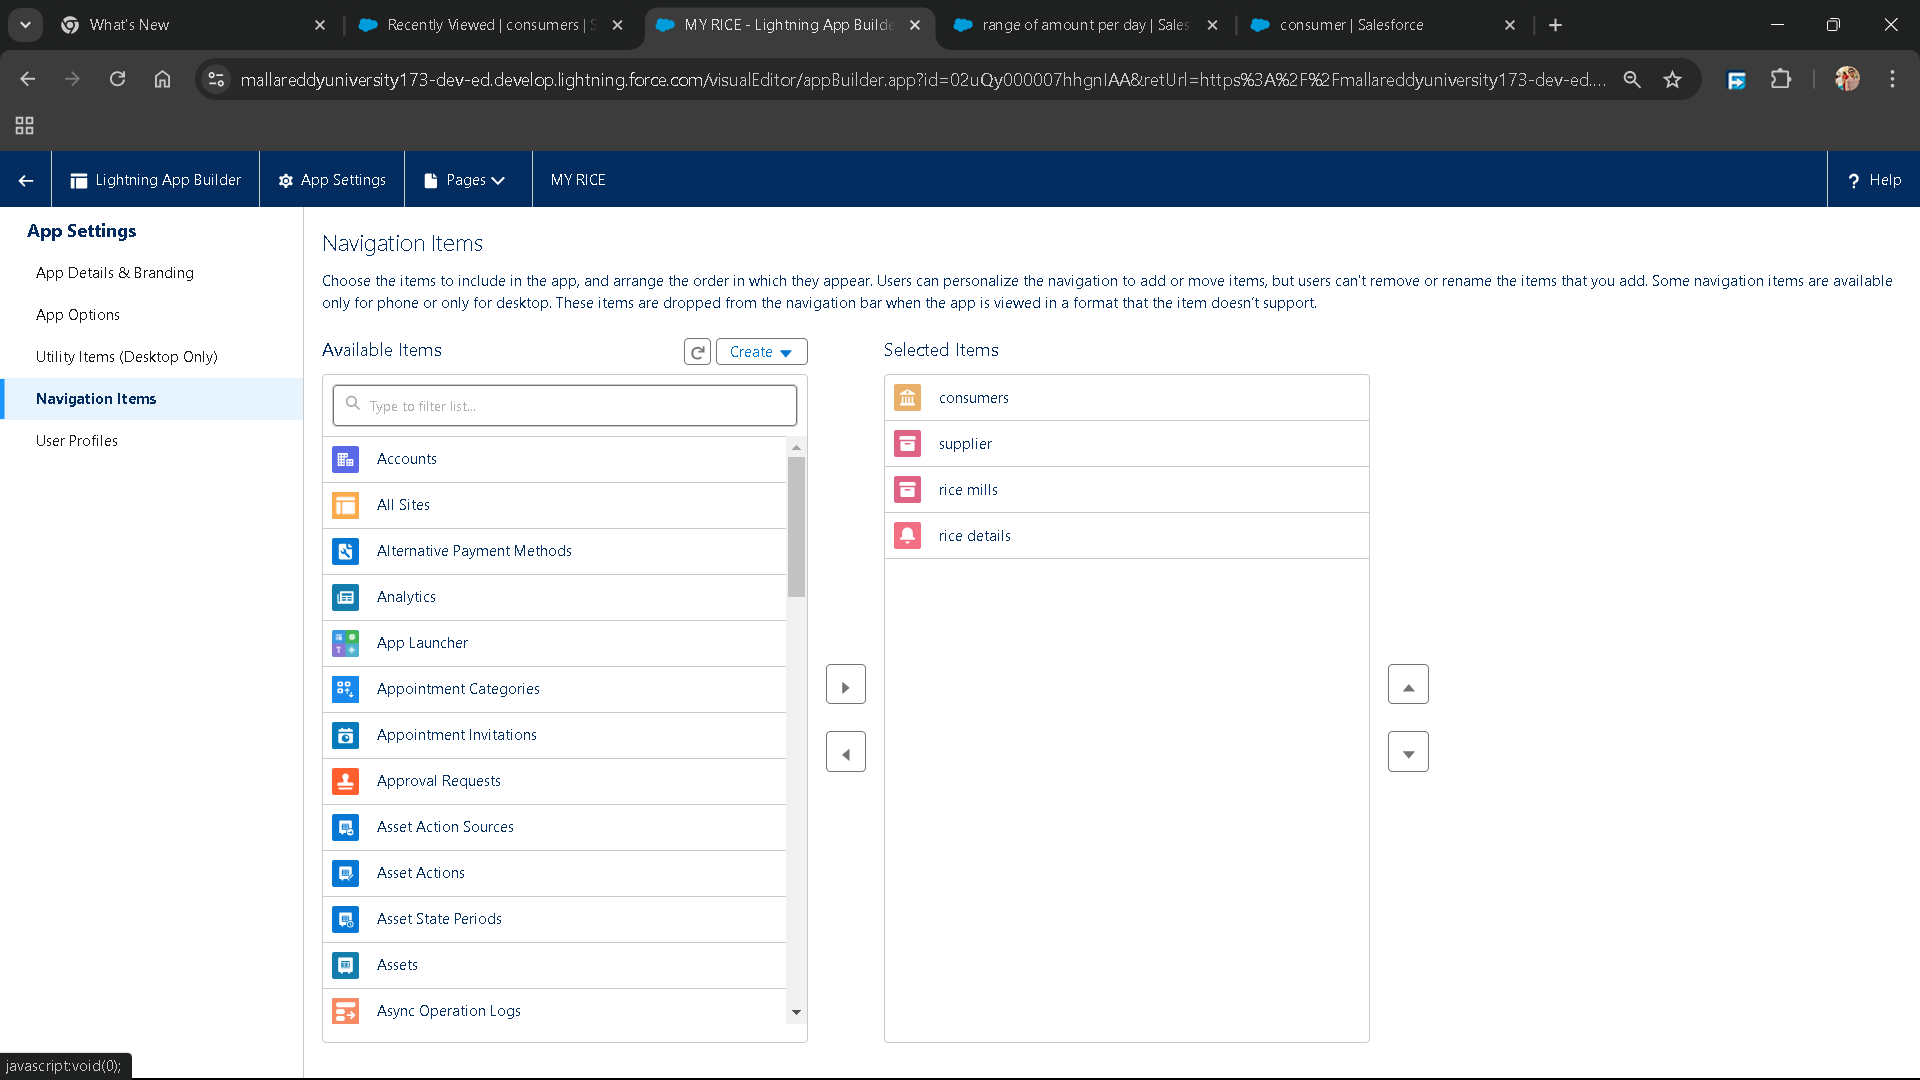 What's New
Recently Viewed | consumers | S
MY RICE - Lightning App Builde
range of amount per day | Sales
consumer | Salesforce
mallareddyuniversity173-dev-ed.develop.lightning.force.com/visualEditor/appBuilder.app?id=02uQy000007hhgnIAA&retUrl=https%3A%2F%2Fmallareddyuniversity173-dev-ed....
Lightning App Builder
App Settings
Pages
MY RICE
? Help
App Settings
App Details & Branding
App Options
Utility Items (Desktop Only)
Navigation Items
User Profiles
Navigation Items
Choose the items to include in the app, and arrange the order in which they appear. Users can personalize the navigation to add or move items, but users can't remove or rename the items that you add. Some navigation items are available
only for phone or only for desktop. These items are dropped from the navigation bar when the app is viewed in a format that the item doesn't support.
Available Items
Create
Type to filter list...
Accounts
All Sites
Alternative Payment Methods
Analytics
App Launcher
Appointment Categories
Appointment Invitations
Approval Requests
Asset Action Sources
Asset Actions
Asset State Periods
Assets
Async Operation Logs
Selected Items
consumers
supplier
rice mills
rice details
javascript:void(0);